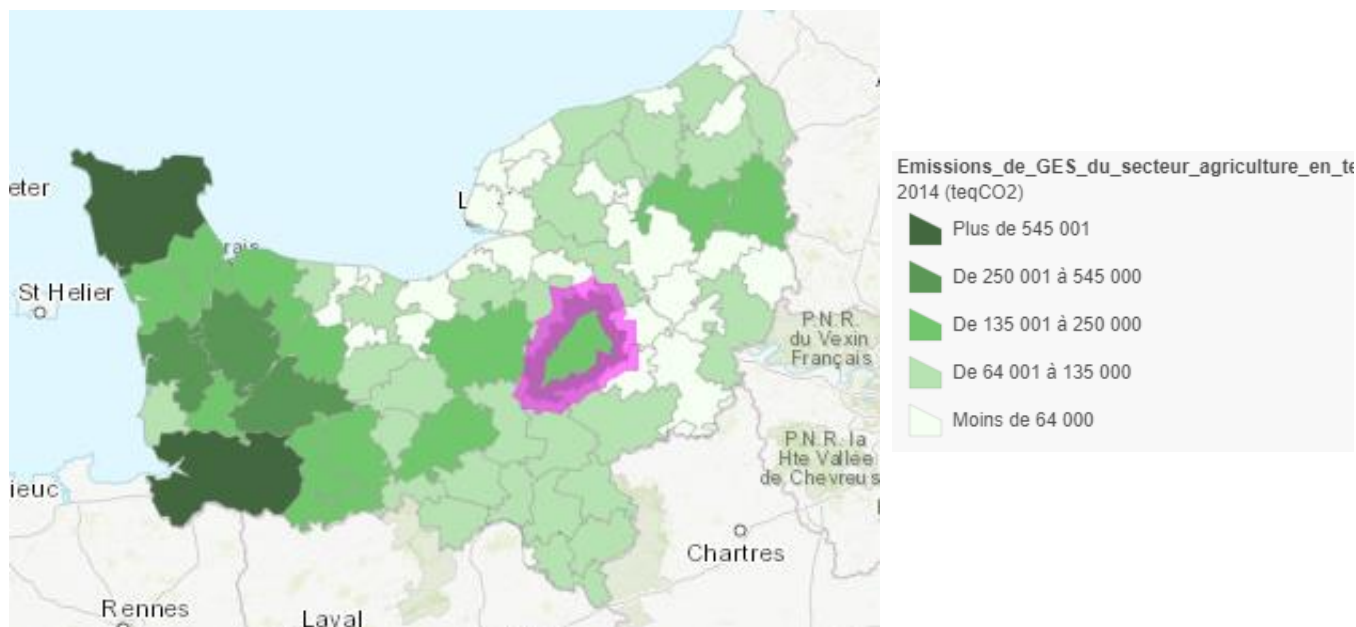 St Helier
P.N.R.
du Vexin
Français
P.N.R. la
Hte Vallée
de Chevreus
Chartres
Rennes
Laval
Emissions_de_GES_du_secteur_agriculture_en_te
2014 (teqCO2)
Plus de 545 001
De 250 001 à 545 000
De 135 001 à 250 000
De 64 001 à 135 000
Moins de 64 000